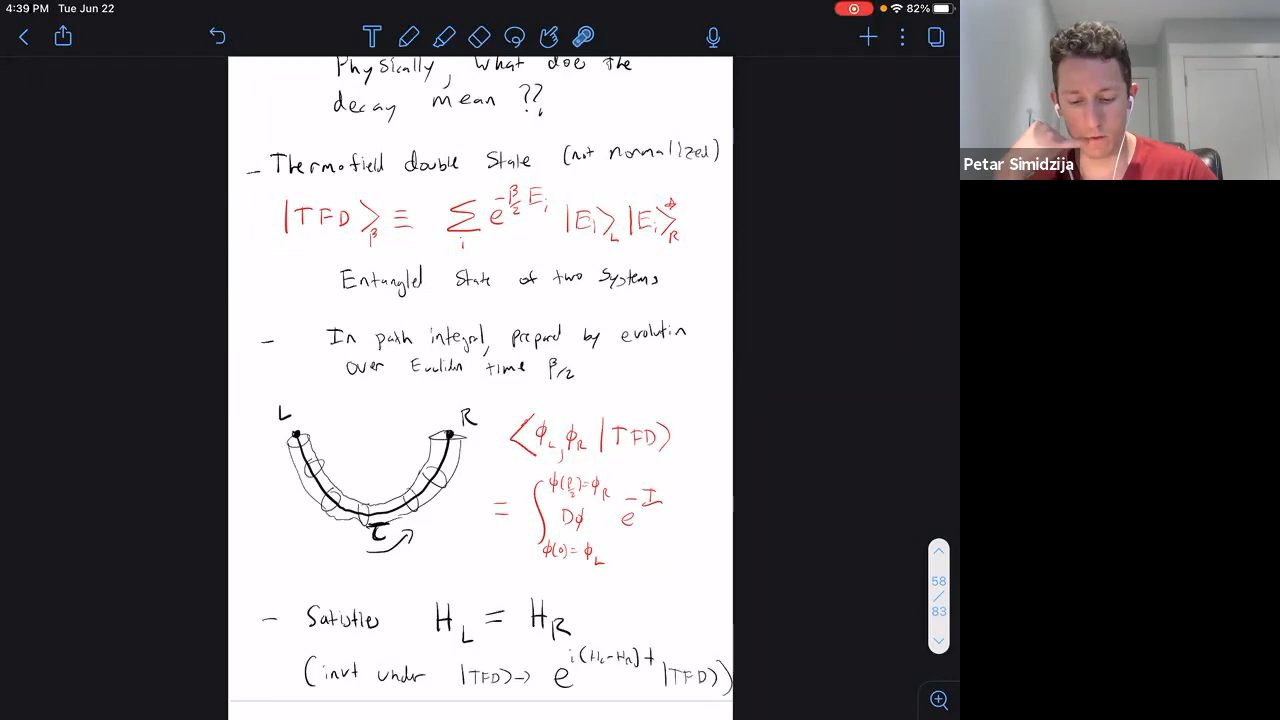 4:39 PM Tue Jun 22
82%
Physically, what does the
decay mean ??
- Thermofield double state (not normalized)
|TFD>_β ≡ Σ_i e^{-β/2 E_i} |E_i>_L |E_i*>_R
Entangled state of two systems
- In path integral, prepared by evolution
over Euclidean time β/2
L R
<φ_L, φ_R |TFD>
= ∫_{φ(0)=φ_L}^{φ(β/2)=φ_R} Dφ e^{-I}
τ
- Satisfies H_L = H_R
(invt under |TFD> → e^{i(H_L-H_R)t} |TFD>)
58
/
83
Petar Simidzija